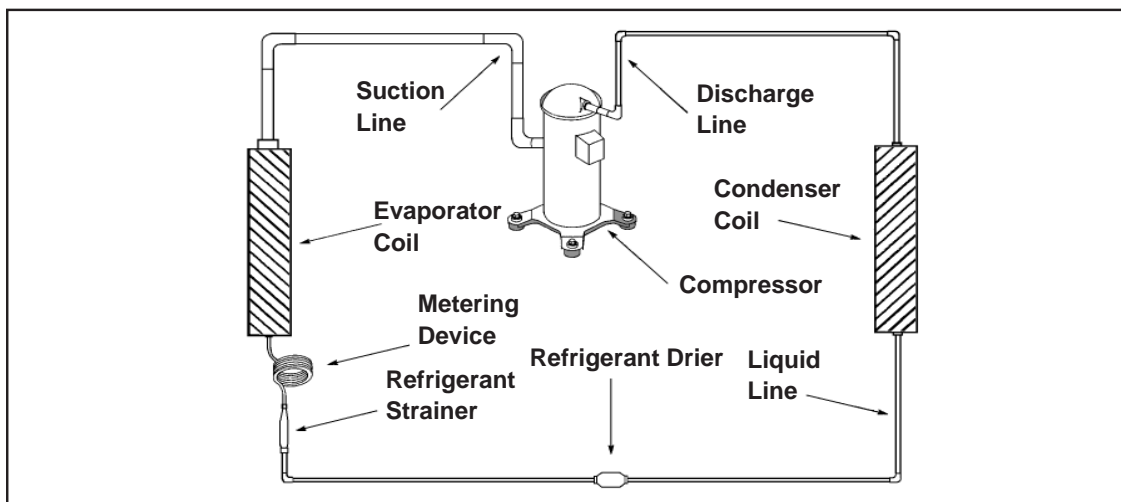 Suction
Line
Discharge
Line
Evaporator
Coil
Condenser
Coil
Compressor
Metering
Device
Refrigerant Drier
Liquid
Line
Refrigerant
Strainer